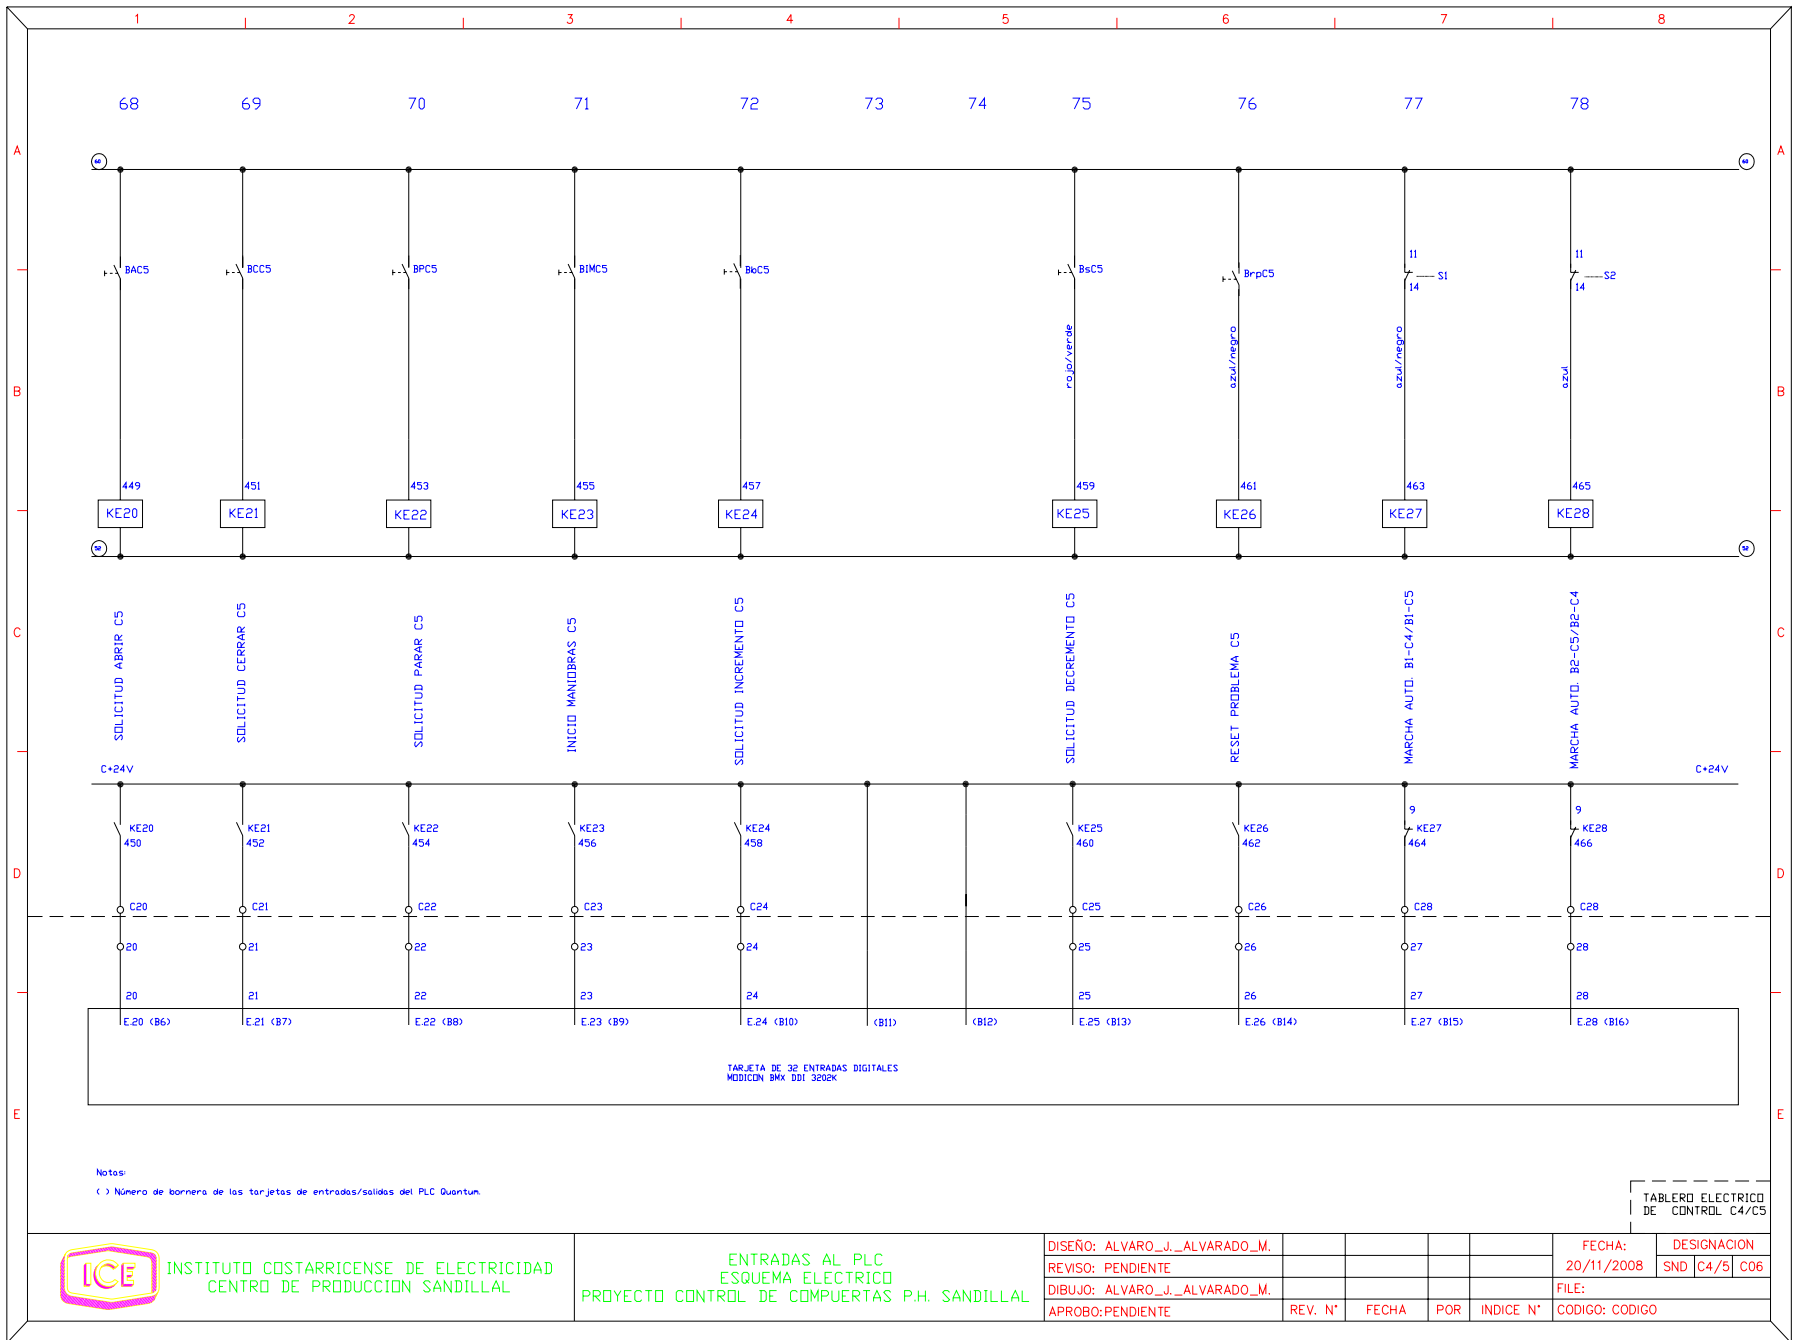 1 2 3 4 5 6 7 8
68 69 70 71 72 73 74 75 76 77 78
A A
60 60
11 11
BAC5 BCC5 BPC5 BIMC5 BbC5 BsC5 BrpC5 S1 S2
14 14
rojo/verde azul/negro azul/negro azul
B B
449 451 453 455 457 459 461 463 465
KE20 KE21 KE22 KE23 KE24 KE25 KE26 KE27 KE28
52 52
SOLICITUD ABRIR C5
SOLICITUD CERRAR C5
SOLICITUD PARAR C5
INICIO MANIOBRAS C5
SOLICITUD INCREMENTO C5
SOLICITUD DECREMENTO C5
RESET PROBLEMA C5
MARCHA AUTO. B1-C4/B1-C5
MARCHA AUTO. B2-C5/B2-C4
C C
C+24V C+24V
9 9
KE20 KE21 KE22 KE23 KE24 KE25 KE26 KE27 KE28
450 452 454 456 458 460 462 464 466
D D
C20 C21 C22 C23 C24 C25 C26 C28 C28
20 21 22 23 24 25 26 27 28
20 21 22 23 24 25 26 27 28
E.20 (B6) E.21 (B7) E.22 (B8) E.23 (B9) E.24 (B10) (B11) (B12) E.25 (B13) E.26 (B14) E.27 (B15) E.28 (B16)
TARJETA DE 32 ENTRADAS DIGITALES
MODICON BMX DDI 3202K
E E
Notas:
( ) Número de bornera de las tarjetas de entradas/salidas del PLC Quantum.
TABLERO ELECTRICO
DE CONTROL C4/C5
ICE
INSTITUTO COSTARRICENSE DE ELECTRICIDAD
CENTRO DE PRODUCCION SANDILLAL
ENTRADAS AL PLC
ESQUEMA ELECTRICO
PROYECTO CONTROL DE COMPUERTAS P.H. SANDILLAL
DISEÑO: ALVARO_J._ALVARADO_M.
REVISO: PENDIENTE
DIBUJO: ALVARO_J._ALVARADO_M.
APROBO: PENDIENTE
REV. N° FECHA POR INDICE N°
FECHA: DESIGNACION
20/11/2008 SND C4/5 C06
FILE:
CODIGO: CODIGO